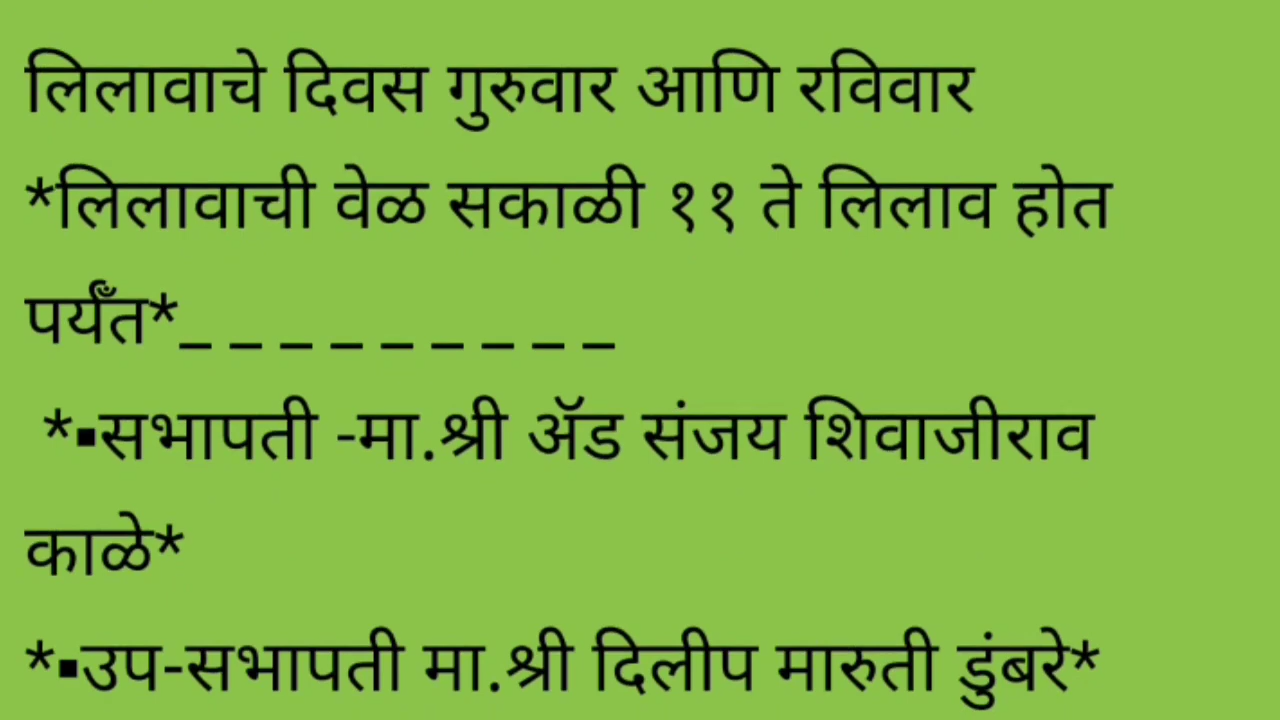 लिलावाचे दिवस गुरुवार आणि रविवार
*लिलावाची वेळ सकाळी ११ ते लिलाव होत
पर्यँत*_ _ _ _ _ _ _ _ _
*▪सभापती -मा.श्री ॲड संजय शिवाजीराव
काळे*
*▪उप-सभापती मा.श्री दिलीप मारुती डुंबरे*